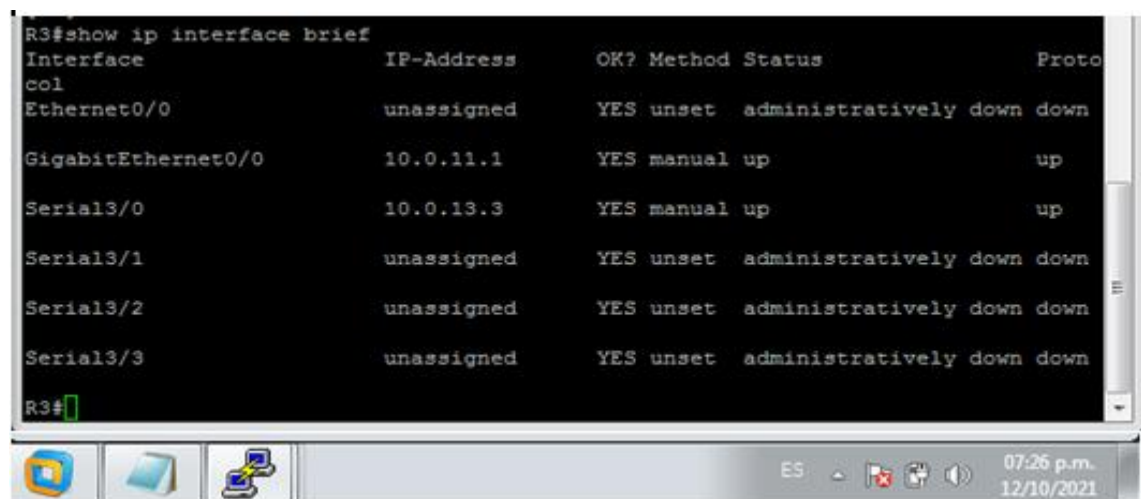 R3#show ip interface brief
Interface                  IP-Address      OK? Method Status                Proto
col
Ethernet0/0                unassigned      YES unset  administratively down down
GigabitEthernet0/0         10.0.11.1       YES manual up                    up
Serial3/0                  10.0.13.3       YES manual up                    up
Serial3/1                  unassigned      YES unset  administratively down down
Serial3/2                  unassigned      YES unset  administratively down down
Serial3/3                  unassigned      YES unset  administratively down down
R3#
ES
07:26 p.m.
12/10/2021